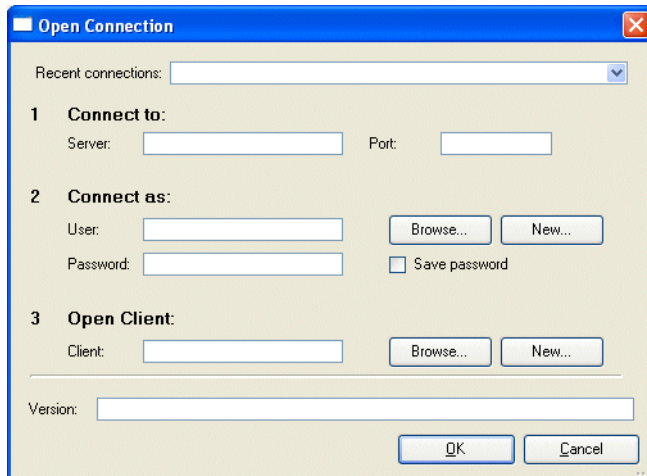 Open Connection
Recent connections:
1 Connect to:
Server: Port:
2 Connect as:
User: Browse... New...
Password: Save password
3 Open Client:
Client: Browse... New...
Version:
OK Cancel